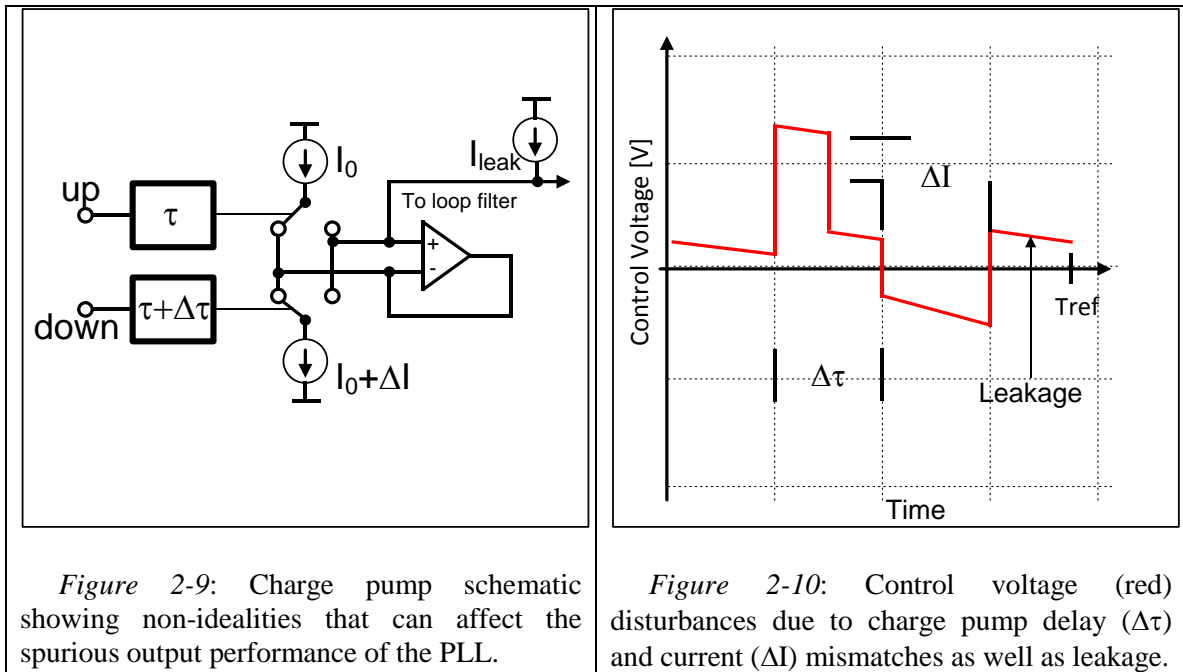 up
τ
I0
Ileak
To loop filter
+
-
down
τ+Δτ
I0+ΔI
Control Voltage [V]
ΔI
Tref
Δτ
Leakage
Time
Figure 2-9: Charge pump schematic
showing non-idealities that can affect the
spurious output performance of the PLL.
Figure 2-10: Control voltage (red)
disturbances due to charge pump delay (Δτ)
and current (ΔI) mismatches as well as leakage.